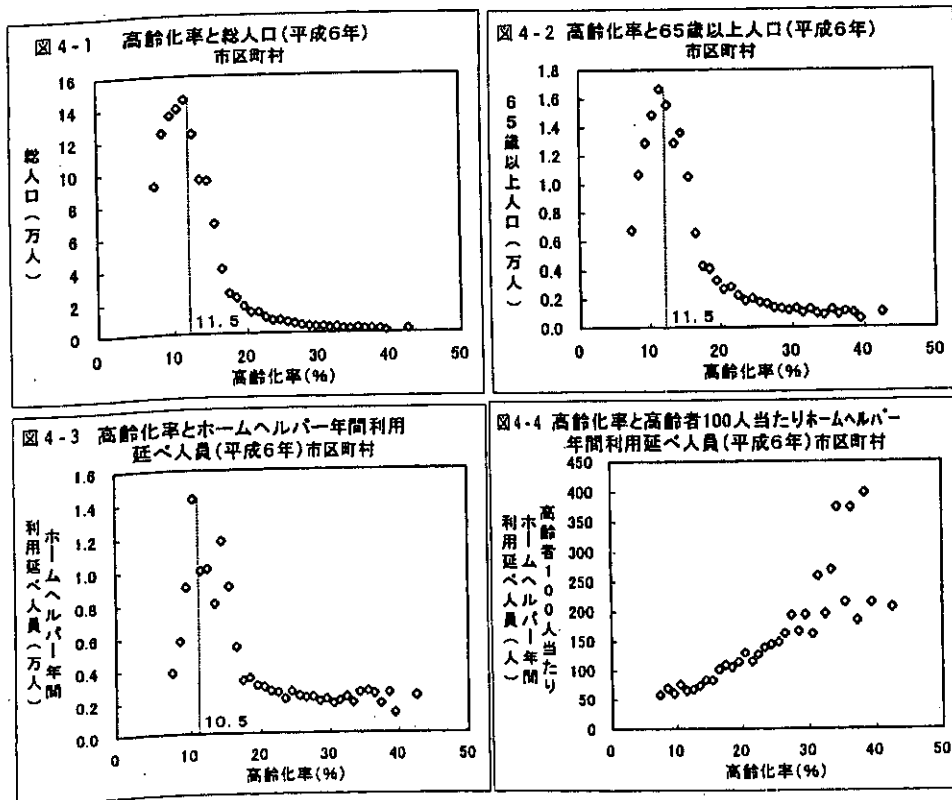 図4-1 高齢化率と総人口(平成6年)
市区町村
総人口(万人)
16
14
12
10
8
6
4
2
0
11.5
0 10 20 30 40 50
高齢化率(%)
図4-2 高齢化率と65歳以上人口(平成6年)
市区町村
65歳以上人口(万人)
1.8
1.6
1.4
1.2
1.0
0.8
0.6
0.4
0.2
0.0
11.5
0 10 20 30 40 50
高齢化率(%)
図4-3 高齢化率とホームヘルパー年間利用
延べ人員(平成6年)市区町村
ホームヘルパー年間
利用延べ人員(万人)
1.6
1.4
1.2
1.0
0.8
0.6
0.4
0.2
0.0
10.5
0 10 20 30 40 50
高齢化率(%)
図4-4 高齢化率と高齢者100人当たりホームヘルパー
年間利用延べ人員(平成6年)市区町村
高齢者100人当たり
ホームヘルパー年間
利用延べ人員(人)
450
400
350
300
250
200
150
100
50
0
0 10 20 30 40 50
高齢化率(%)